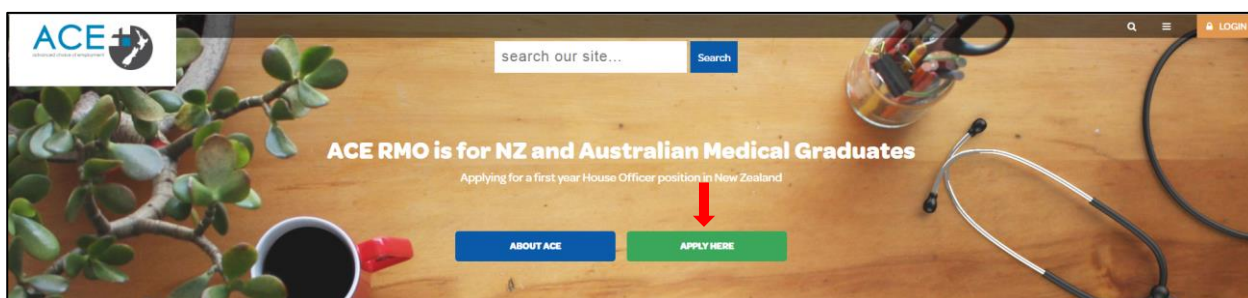 ACE
advanced choice of employment
LOGIN
search our site...
Search
ACE RMO is for NZ and Australian Medical Graduates
Applying for a first year House Officer position in New Zealand
ABOUT ACE
APPLY HERE